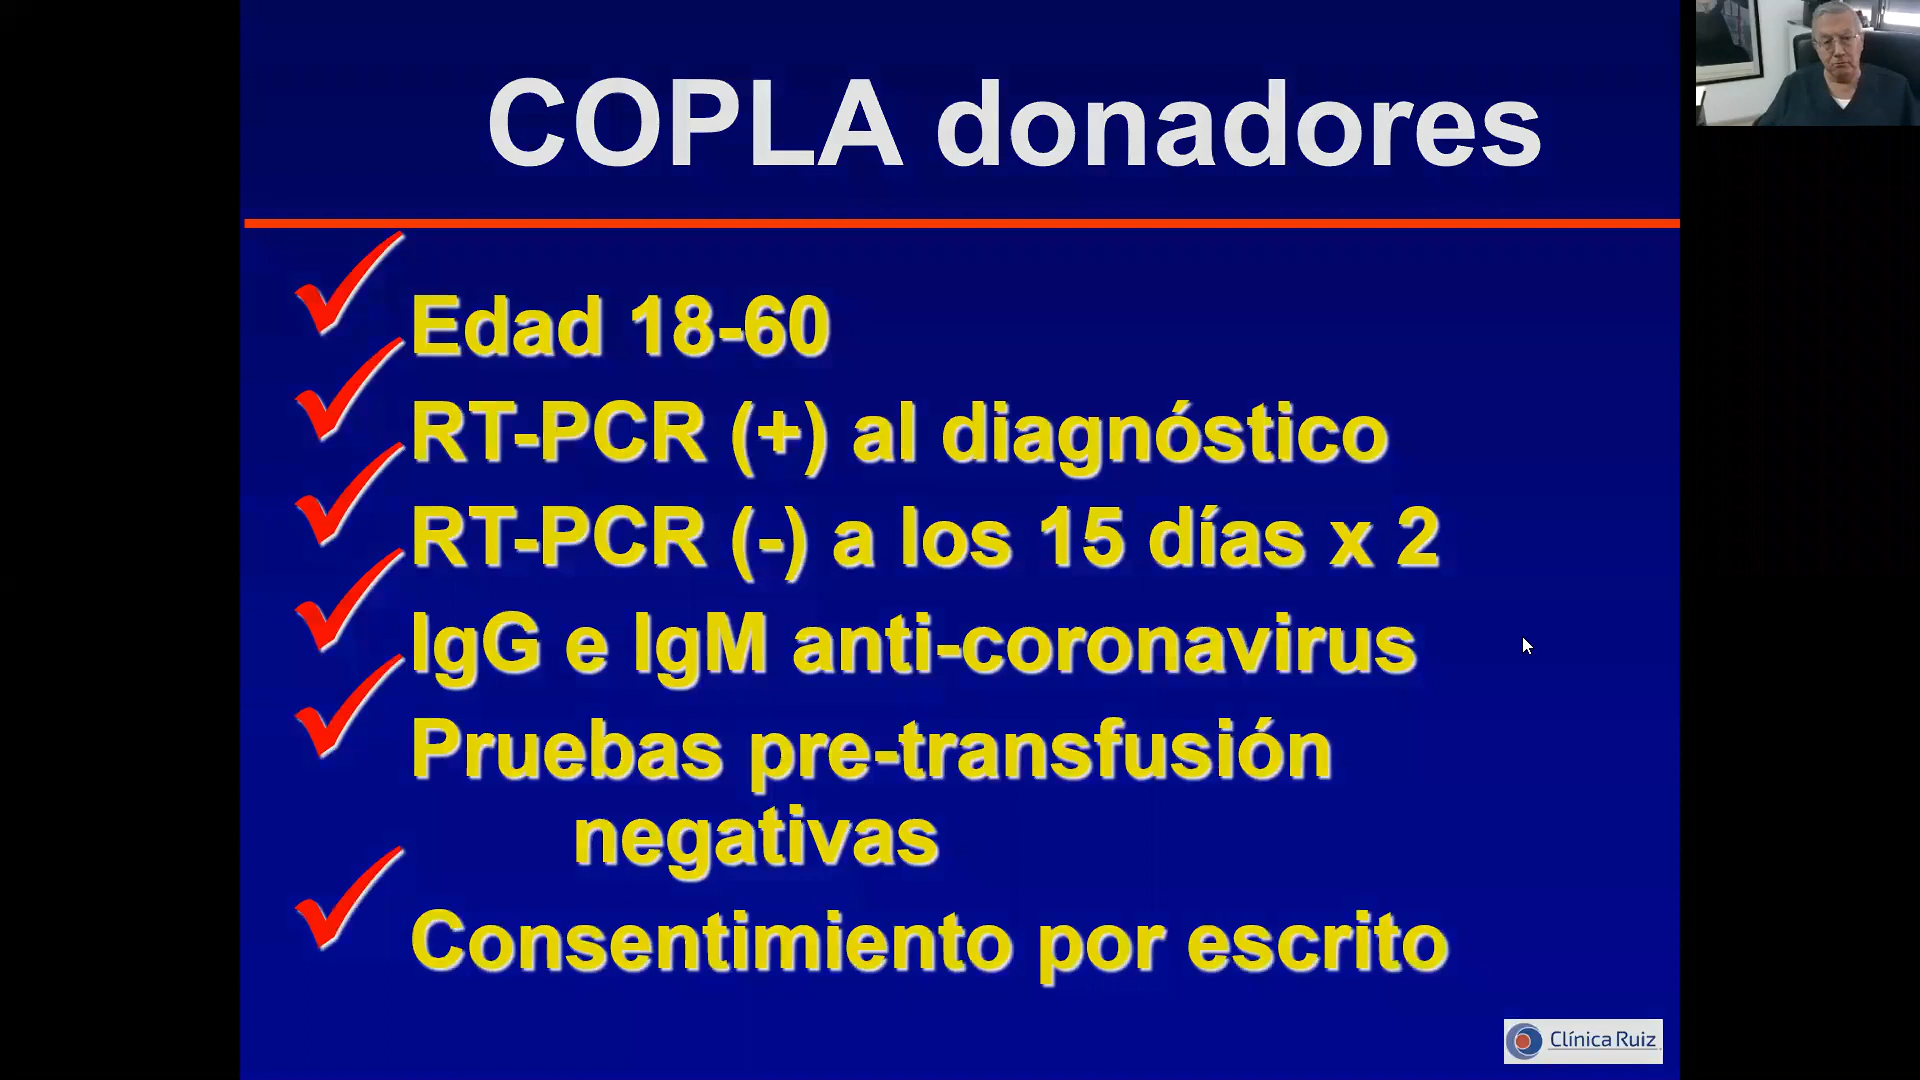 COPLA donadores
Edad 18-60
RT-PCR (+) al diagnóstico
RT-PCR (-) a los 15 días x 2
IgG e IgM anti-coronavirus
Pruebas pre-transfusión
negativas
Consentimiento por escrito
Clínica Ruiz